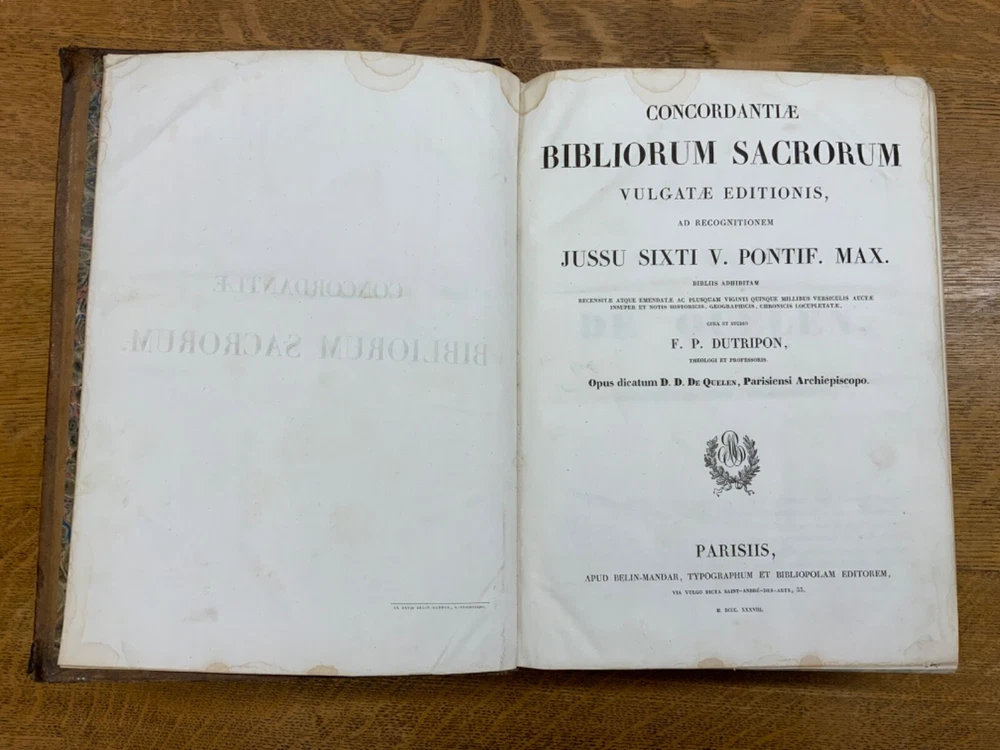 CONCORDANTIÆ
BIBLIORUM SACRORUM
VULGATÆ EDITIONIS,
AD RECOGNITIONEM
JUSSU SIXTI V. PONTIF. MAX.
BIBLIIS ADHIBITAM
RECENSITÆ ATQUE EMENDATÆ AC PLUSQUAM VIGINTI QUINQUE MILLIBUS VERSICULIS AUCTÆ
INSUPER ET NOTIS HISTORICIS, GEOGRAPHICIS, CHRONICIS LOCUPLETATÆ,
CURA ET STUDIO
F. P. DUTRIPON,
THEOLOGI ET PROFESSORIS.
Opus dicatum D. D. DE QUELEN, Parisiensi Archiepiscopo.
PARISIIS,
APUD BELIN-MANDAR, TYPOGRAPHUM ET BIBLIOPOLAM EDITOREM,
VIA VULGO DICTA SAINT-ANDRÉ-DES-ARTS, 55.
M. DCCC. XXXVIII.